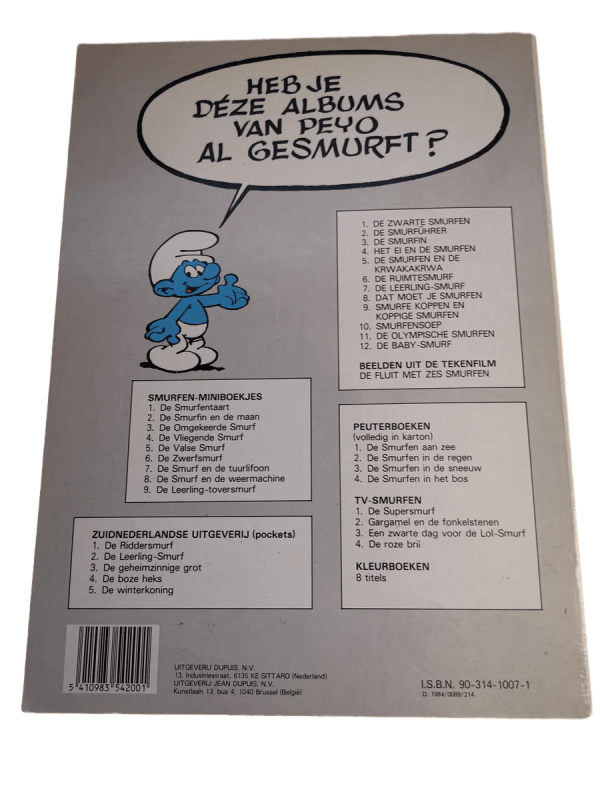 HEB JE
DÉZE ALBUMS
VAN PEYO
AL GESMURFT?
1. DE ZWARTE SMURFEN
2. DE SMURFÜHRER
3. DE SMURFIN
4. HET EI EN DE SMURFEN
5. DE SMURFEN EN DE
KRWAKAKRWA
6. DE RUIMTESMURF
7. DE LEERLING-SMURF
8. DAT MOET JE SMURFEN
9. SMURFE KOPPEN EN
KOPPIGE SMURFEN
10. SMURFENSOEP
11. DE OLYMPISCHE SMURFEN
12. DE BABY-SMURF
BEELDEN UIT DE TEKENFILM
DE FLUIT MET ZES SMURFEN
SMURFEN-MINIBOEKJES
1. De Smurfentaart
2. De Smurfin en de maan
3. De Omgekeerde Smurf
4. De Vliegende Smurf
5. De Valse Smurf
6. De Zwerfsmurf
7. De Smurf en de tuurlifoon
8. De Smurf en de weermachine
9. De Leerling-toversmurf
PEUTERBOEKEN
(volledig in karton)
1. De Smurfen aan zee
2. De Smurfen in de regen
3. De Smurfen in de sneeuw
4. De Smurfen in het bos
TV-SMURFEN
1. De Supersmurf
2. Gargamel en de fonkelstenen
3. Een zwarte dag voor de Lol-Smurf
4. De roze bril
KLEURBOEKEN
8 titels
ZUIDNEDERLANDSE UITGEVERIJ (pockets)
1. De Riddersmurf
2. De Leerling-Smurf
3. De geheimzinnige grot
4. De boze heks
5. De winterkoning
5 410983 542001
UITGEVERIJ DUPUIS, N.V.
13, Industriestraat, 6135 KE SITTARD (Nederland)
UITGEVERIJ JEAN DUPUIS, N.V.
Kunstlaan 13, bus 4, 1040 Brussel (België)
I.S.B.N. 90-314-1007-1
D. 1984/0089/214